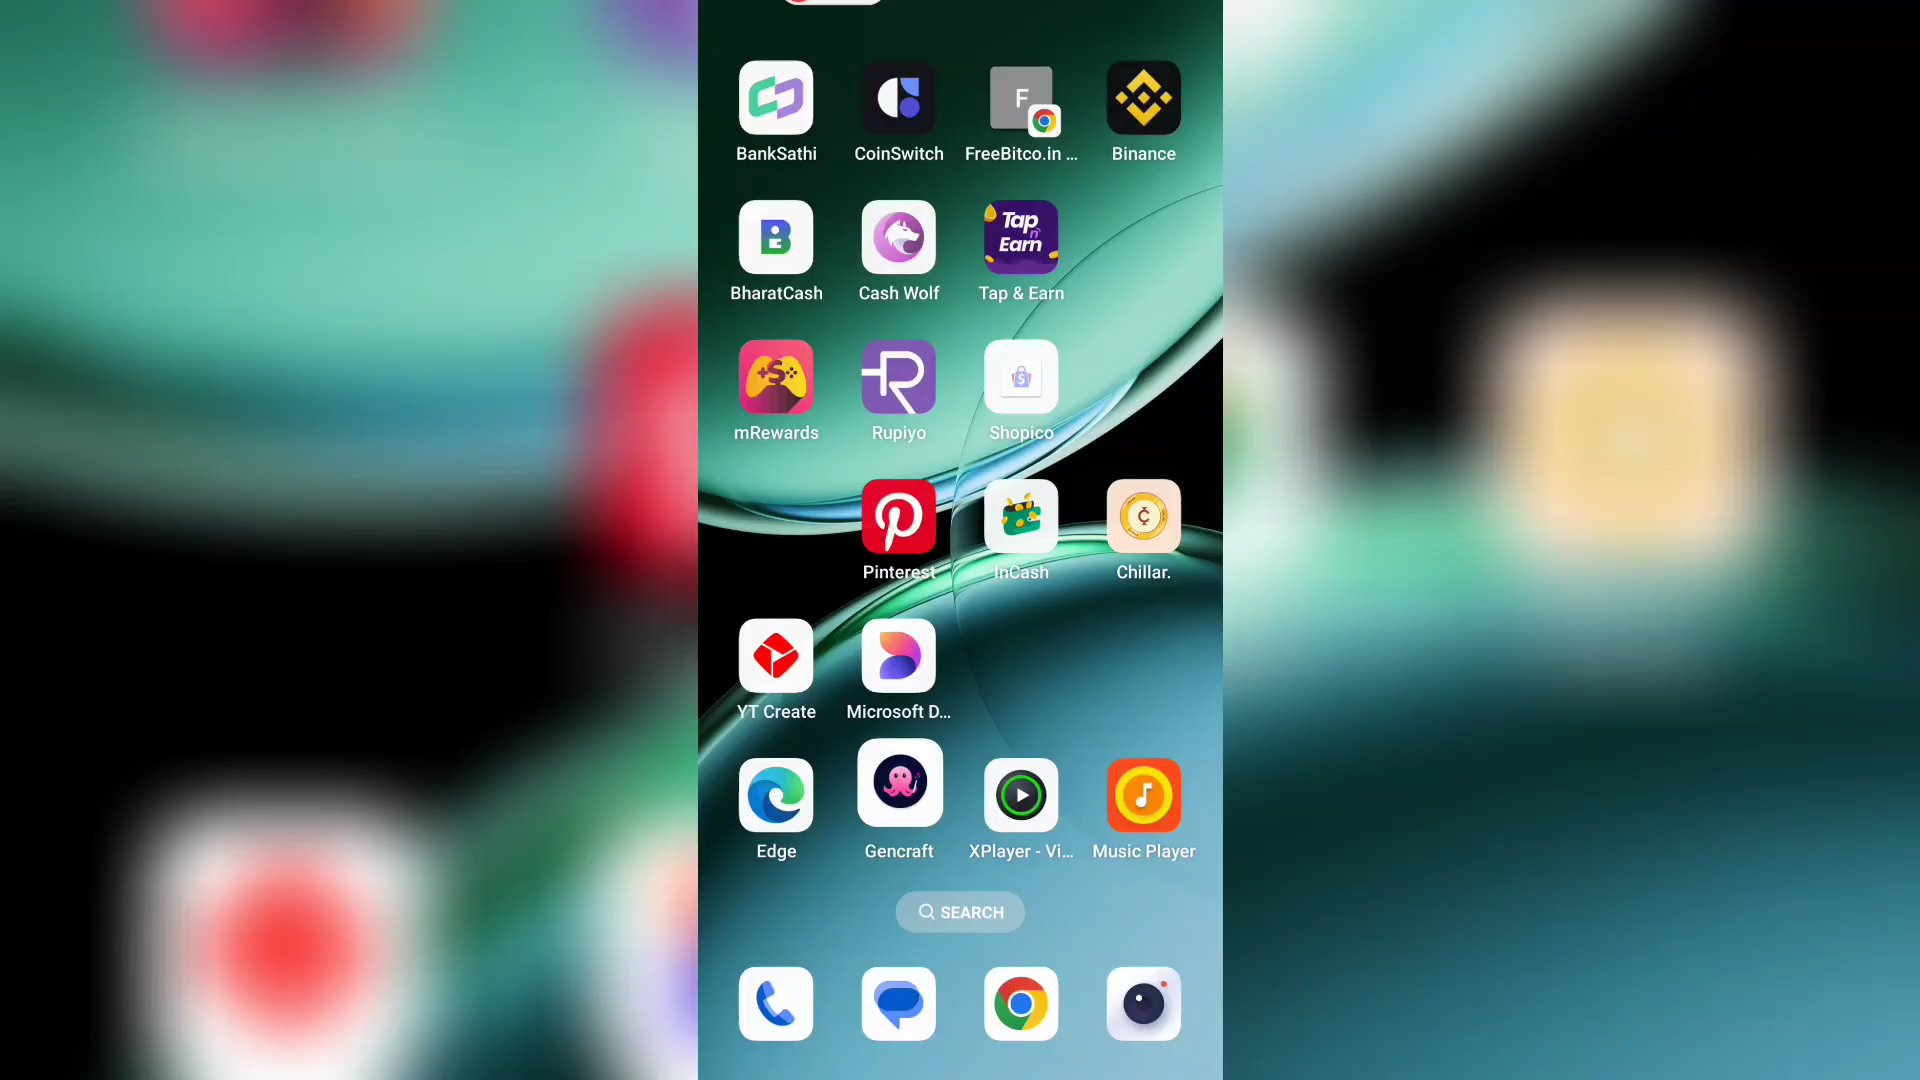 F
BankSathi
CoinSwitch
FreeBitco.in ...
Binance
Tap
n'
Earn
BharatCash
Cash Wolf
Tap & Earn
mRewards
Rupiyo
Shopico
Pinterest
InCash
Chillar.
YT Create
Microsoft D...
Edge
Gencraft
XPlayer - Vi...
Music Player
SEARCH